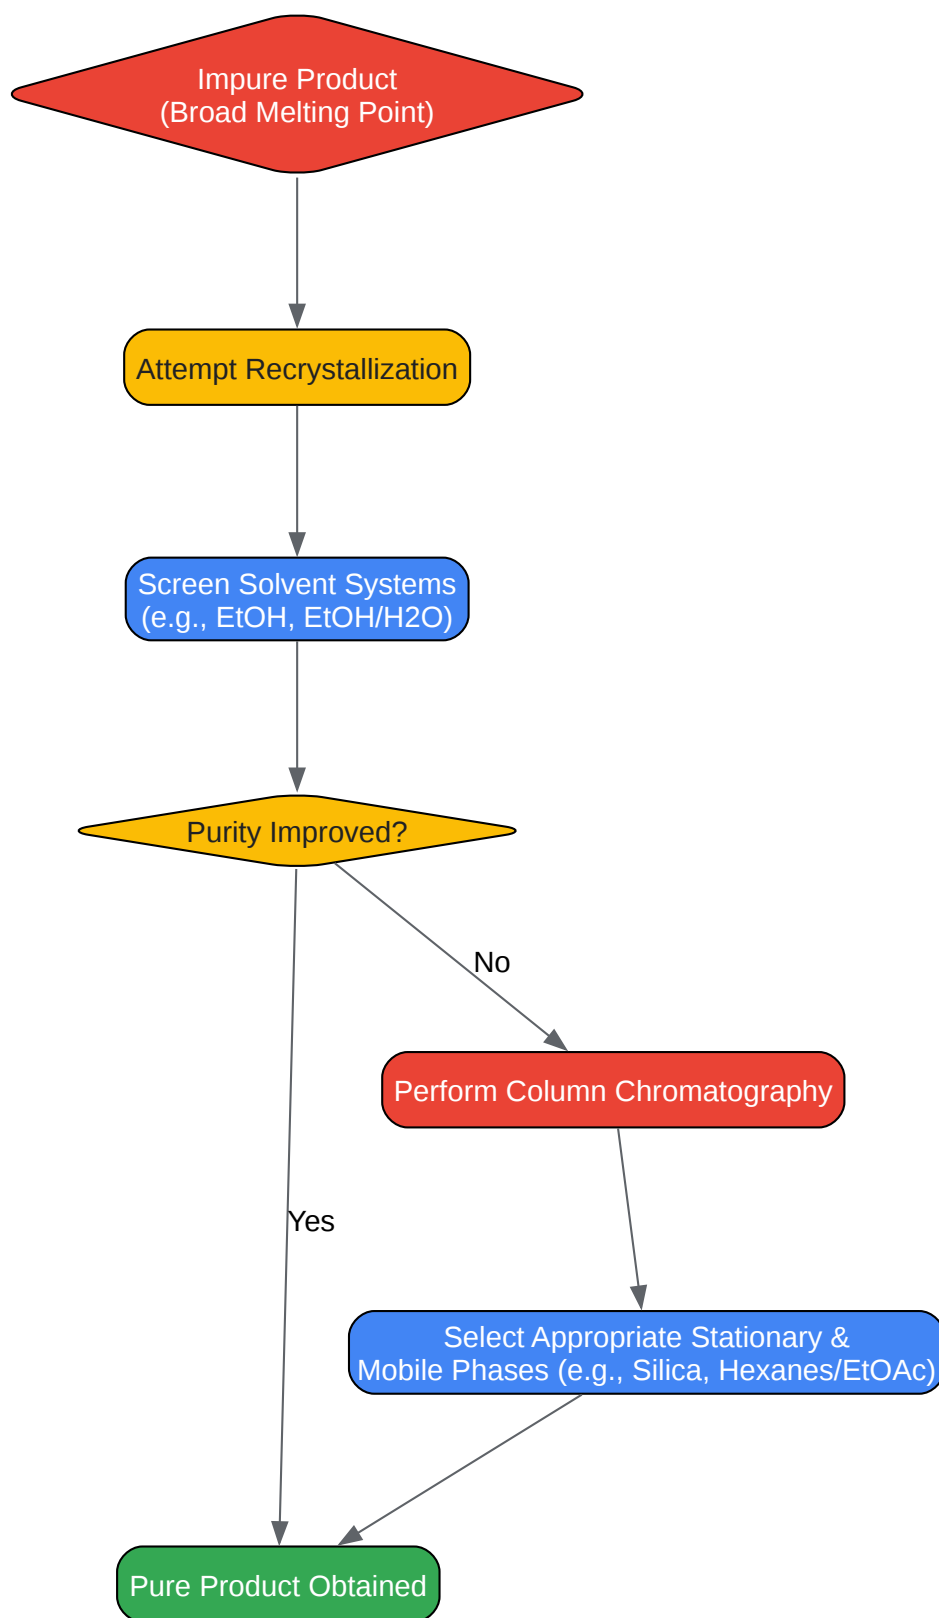 Impure Product
(Broad Melting Point)
Attempt Recrystallization
Screen Solvent Systems
(e.g., EtOH, EtOH/H2O)
Purity Improved?
No
Perform Column Chromatography
Yes
Select Appropriate Stationary &
Mobile Phases (e.g., Silica, Hexanes/EtOAc)
Pure Product Obtained